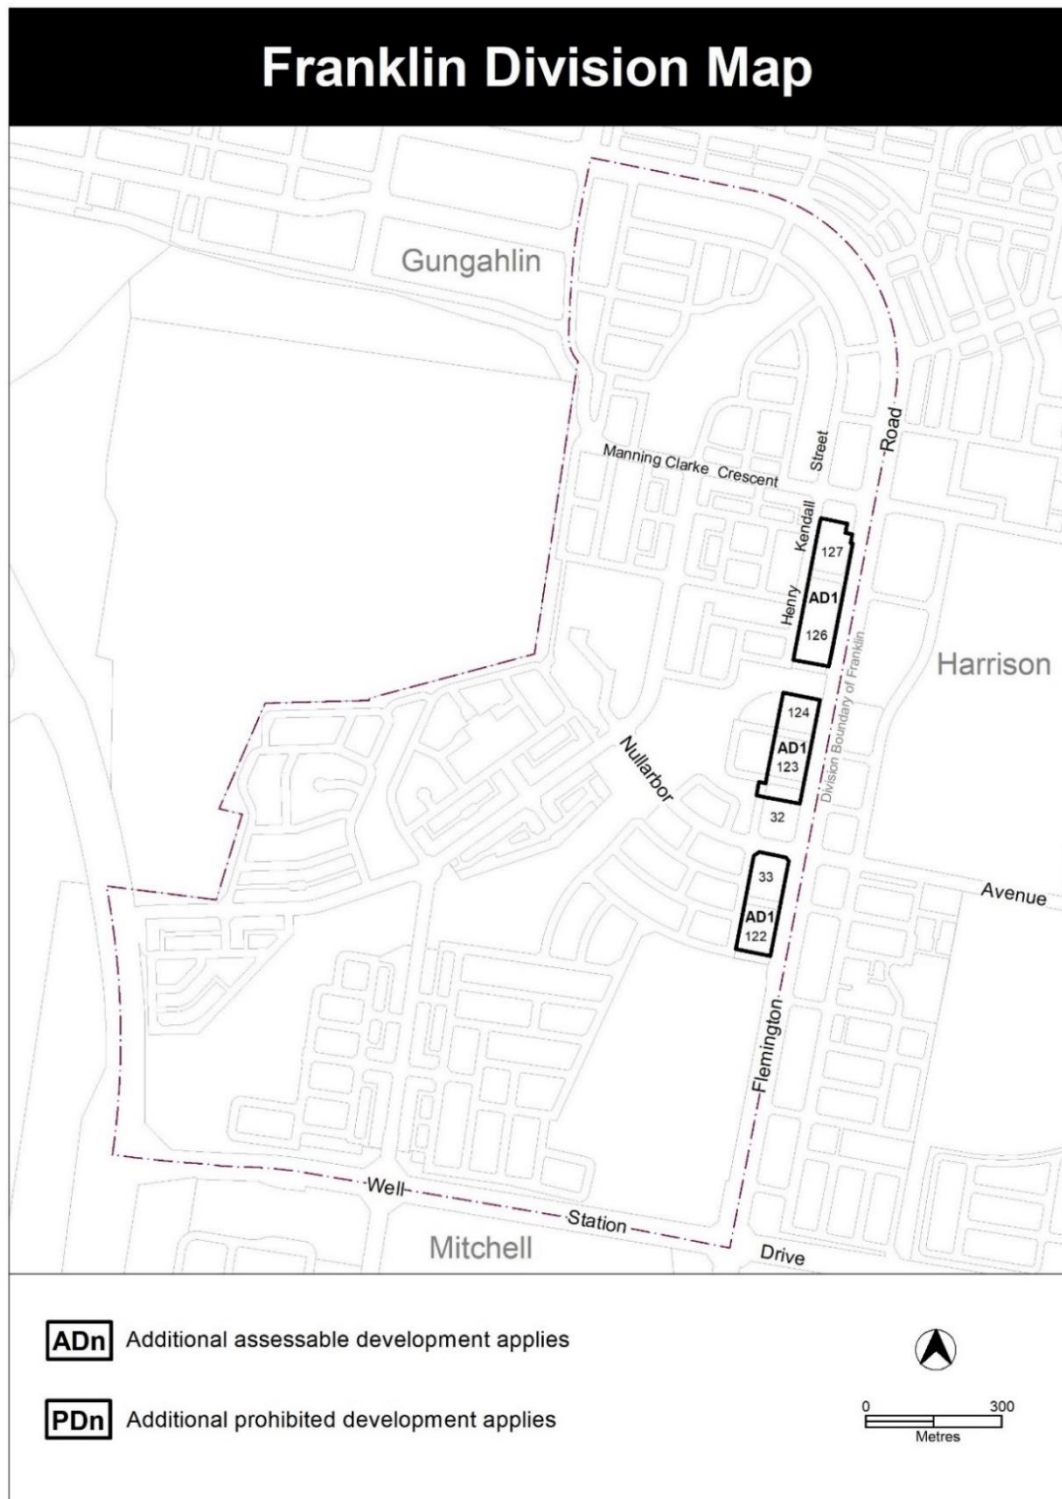 Franklin Division Map
Gungahlin
Road
Street
Manning Clarke Crescent
Kendall
127
Henry
AD1
126
Division Boundary of Franklin
Harrison
124
Nullarbor
AD1
123
32
33
Avenue
AD1
122
Flemington
Well
Station
Mitchell
Drive
ADn Additional assessable development applies
PDn Additional prohibited development applies
0 300
Metres